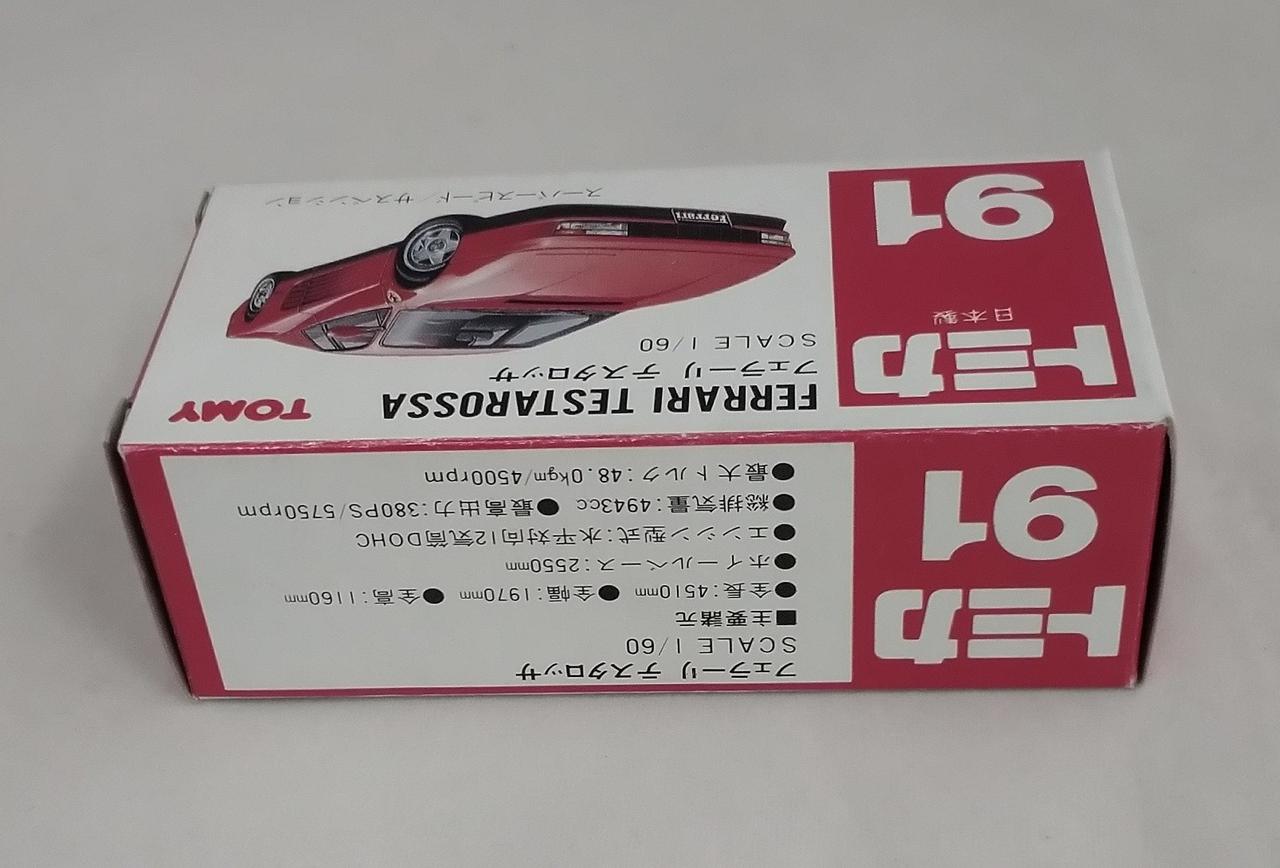 トミカ
91
フェラーリ テスタロッサ
SCALE 1/60
■主要諸元
●全長:4510mm ●全幅:1970mm ●全高:1160mm
●ホイールベース:2550mm
●エンジン型式:水平対向12気筒DOHC
●総排気量:4943cc ●最高出力:380PS/5750rpm
●最大トルク:48.0kgm/4500rpm
トミカ
日本製
91
FERRARI TESTAROSSA
TOMY
フェラーリ テスタロッサ
SCALE 1/60
Ferrari
スーパースピード/サスペンション